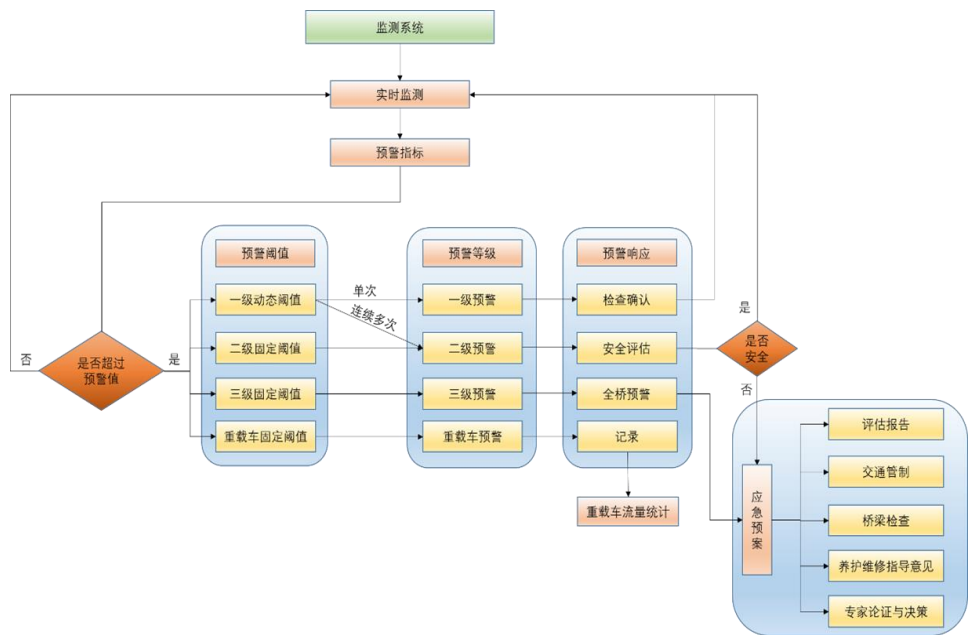 监测系统
实时监测
预警指标
是否超过
预警值
否
是
预警阈值
一级动态阈值
二级固定阈值
三级固定阈值
重载车固定阈值
单次
连续多次
预警等级
一级预警
二级预警
三级预警
重载车预警
预警响应
检查确认
安全评估
全桥预警
记录
重载车流量统计
是
是否
安全
否
应急预案
评估报告
交通管制
桥梁检查
养护维修指导意见
专家论证与决策